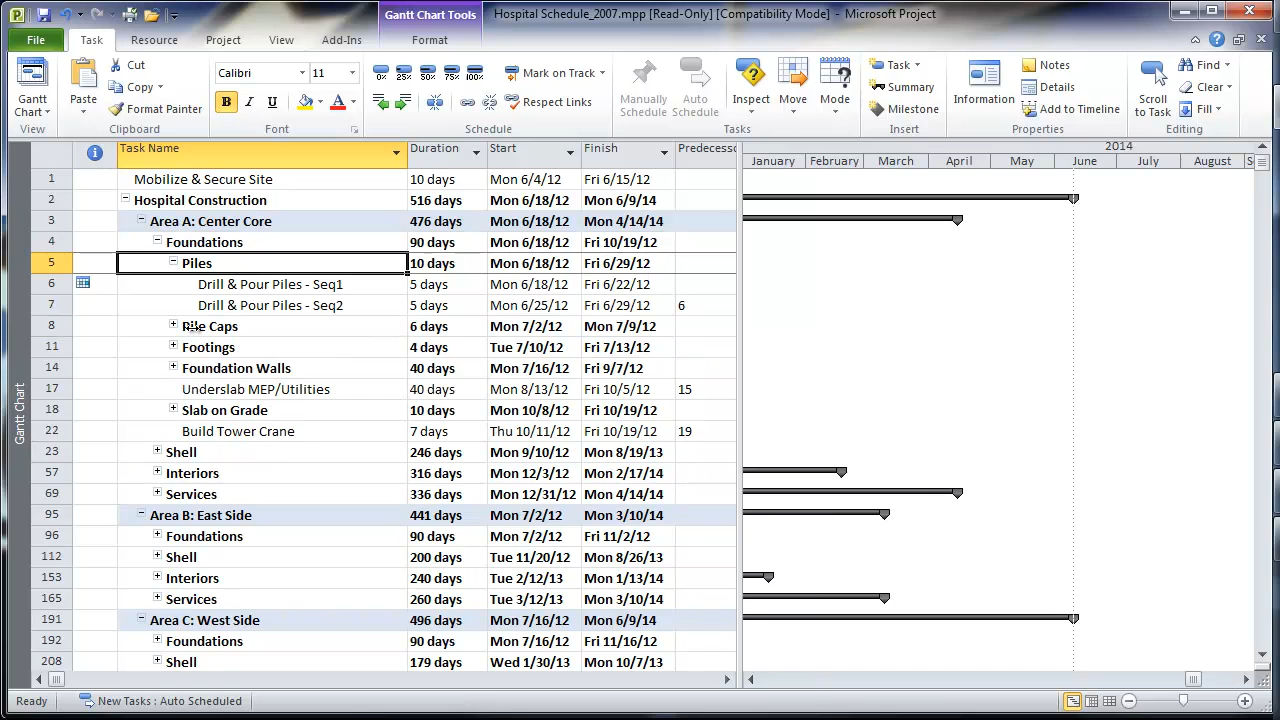 Gantt Chart Tools
Hospital Schedule_2007.mpp [Read-Only] [Compatibility Mode] - Microsoft Project
File Task Resource Project View Add-Ins Format
Gantt Chart
View
Paste
Cut
Copy
Format Painter
Clipboard
Calibri 11
B I U A
Font
0% 25% 50% 75% 100%
Mark on Track
Respect Links
Schedule
Manually Schedule
Auto Schedule
Inspect
Move
Mode
Tasks
Task
Summary
Milestone
Insert
Information
Notes
Details
Add to Timeline
Properties
Scroll to Task
Find
Clear
Fill
Editing
Task Name Duration Start Finish Predecesso
2014
January February March April May June July August S
1 Mobilize & Secure Site 10 days Mon 6/4/12 Fri 6/15/12
2 Hospital Construction 516 days Mon 6/18/12 Mon 6/9/14
3 Area A: Center Core 476 days Mon 6/18/12 Mon 4/14/14
4 Foundations 90 days Mon 6/18/12 Fri 10/19/12
5 Piles 10 days Mon 6/18/12 Fri 6/29/12
6 Drill & Pour Piles - Seq1 5 days Mon 6/18/12 Fri 6/22/12
7 Drill & Pour Piles - Seq2 5 days Mon 6/25/12 Fri 6/29/12 6
8 Pile Caps 6 days Mon 7/2/12 Mon 7/9/12
11 Footings 4 days Tue 7/10/12 Fri 7/13/12
14 Foundation Walls 40 days Mon 7/16/12 Fri 9/7/12
17 Underslab MEP/Utilities 40 days Mon 8/13/12 Fri 10/5/12 15
18 Slab on Grade 10 days Mon 10/8/12 Fri 10/19/12
22 Build Tower Crane 7 days Thu 10/11/12 Fri 10/19/12 19
23 Shell 246 days Mon 9/10/12 Mon 8/19/13
57 Interiors 316 days Mon 12/3/12 Mon 2/17/14
69 Services 336 days Mon 12/31/12 Mon 4/14/14
95 Area B: East Side 441 days Mon 7/2/12 Mon 3/10/14
96 Foundations 90 days Mon 7/2/12 Fri 11/2/12
112 Shell 200 days Tue 11/20/12 Mon 8/26/13
153 Interiors 240 days Tue 2/12/13 Mon 1/13/14
165 Services 260 days Tue 3/12/13 Mon 3/10/14
191 Area C: West Side 496 days Mon 7/16/12 Mon 6/9/14
192 Foundations 90 days Mon 7/16/12 Fri 11/16/12
208 Shell 179 days Wed 1/30/13 Mon 10/7/13
Gantt Chart
Ready New Tasks : Auto Scheduled